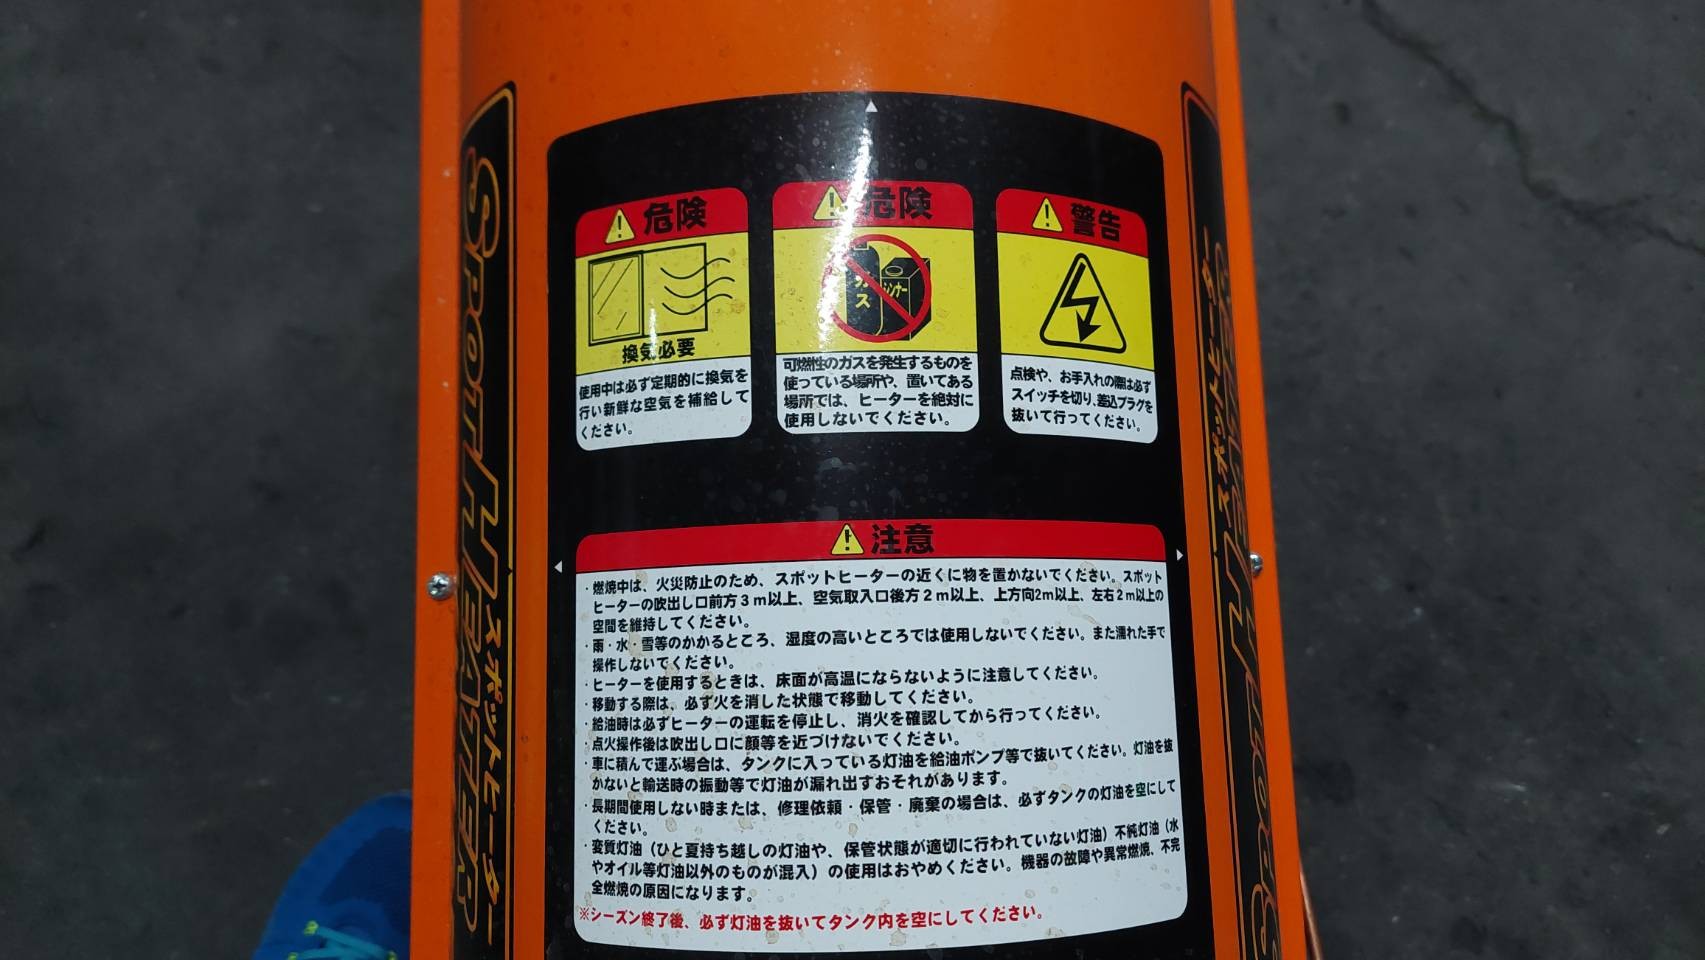 危険
換気必要
使用中は必ず定期的に換気を
行い新鮮な空気を補給して
ください。
危険
ガス
シンナー
可燃性のガスを発生するものを
使っている場所や、置いてある
場所では、ヒーターを絶対に
使用しないでください。
警告
点検や、お手入れの際は必ず
スイッチを切り、差込プラグを
抜いて行ってください。
注意
・燃焼中は、火災防止のため、スポットヒーターの近くに物を置かないでください。スポット
ヒーターの吹出し口前方3m以上、空気取入口後方2m以上、上方向2m以上、左右2m以上の
空間を維持してください。
・雨・水・雪等のかかるところ、湿度の高いところでは使用しないでください。また濡れた手で
操作しないでください。
・ヒーターを使用するときは、床面が高温にならないように注意してください。
・移動する際は、必ず火を消した状態で移動してください。
・給油時は必ずヒーターの運転を停止し、消火を確認してから行ってください。
・点火操作後は吹出し口に顔等を近づけないでください。
・車に積んで運ぶ場合は、タンクに入っている灯油を給油ポンプ等で抜いてください。灯油を抜
かないと輸送時の振動等で灯油が漏れ出すおそれがあります。
・長期間使用しない時または、修理依頼・保管・廃棄の場合は、必ずタンクの灯油を空にして
ください。
・変質灯油（ひと夏持ち越しの灯油や、保管状態が適切に行われていない灯油）不純灯油（水
やオイル等灯油以外のものが混入）の使用はおやめください。機器の故障や異常燃焼、不完
全燃焼の原因になります。
※シーズン終了後、必ず灯油を抜いてタンク内を空にしてください。
SPOT HEATER
スポットヒーター
SPOT HEATER
スポットヒーター